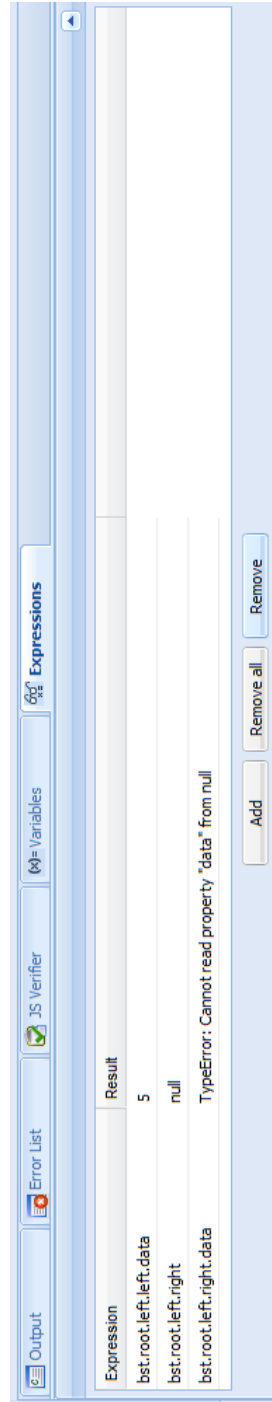 Output Error List JS Verifier (x)= Variables Expressions
Expression Result
bst.root.left.left.data 5
bst.root.left.right null
bst.root.left.right.data TypeError: Cannot read property "data" from null
Add Remove all Remove